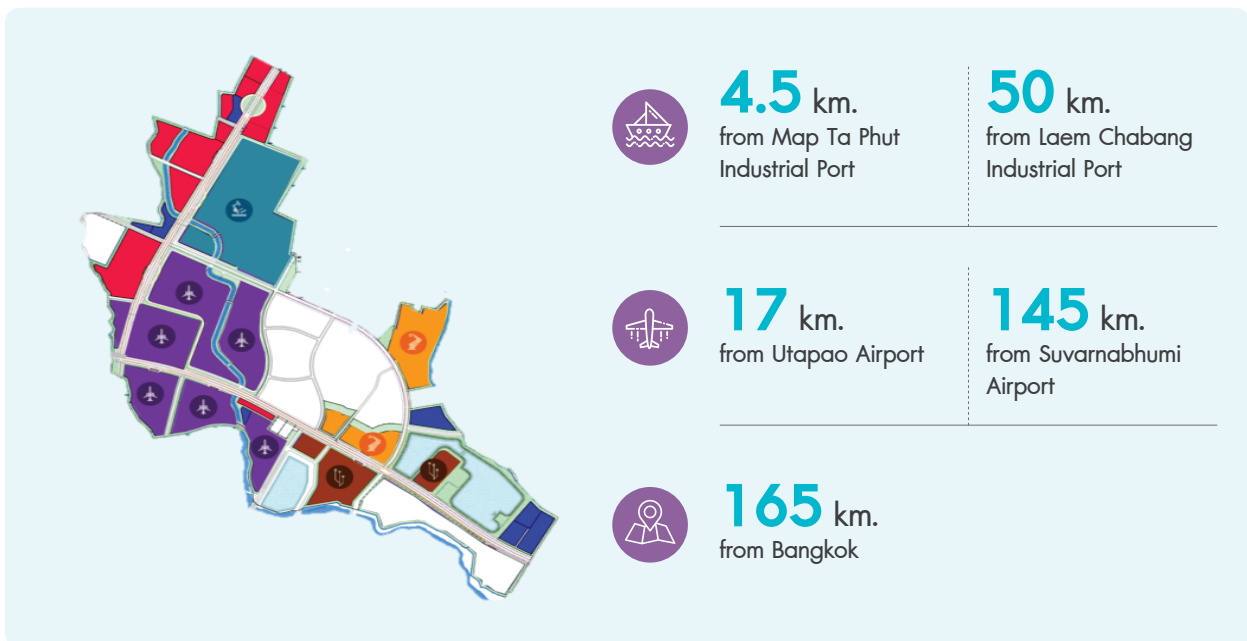 4.5 km.
from Map Ta Phut
Industrial Port
50 km.
from Laem Chabang
Industrial Port
17 km.
from Utapao Airport
145 km.
from Suvarnabhumi
Airport
165 km.
from Bangkok